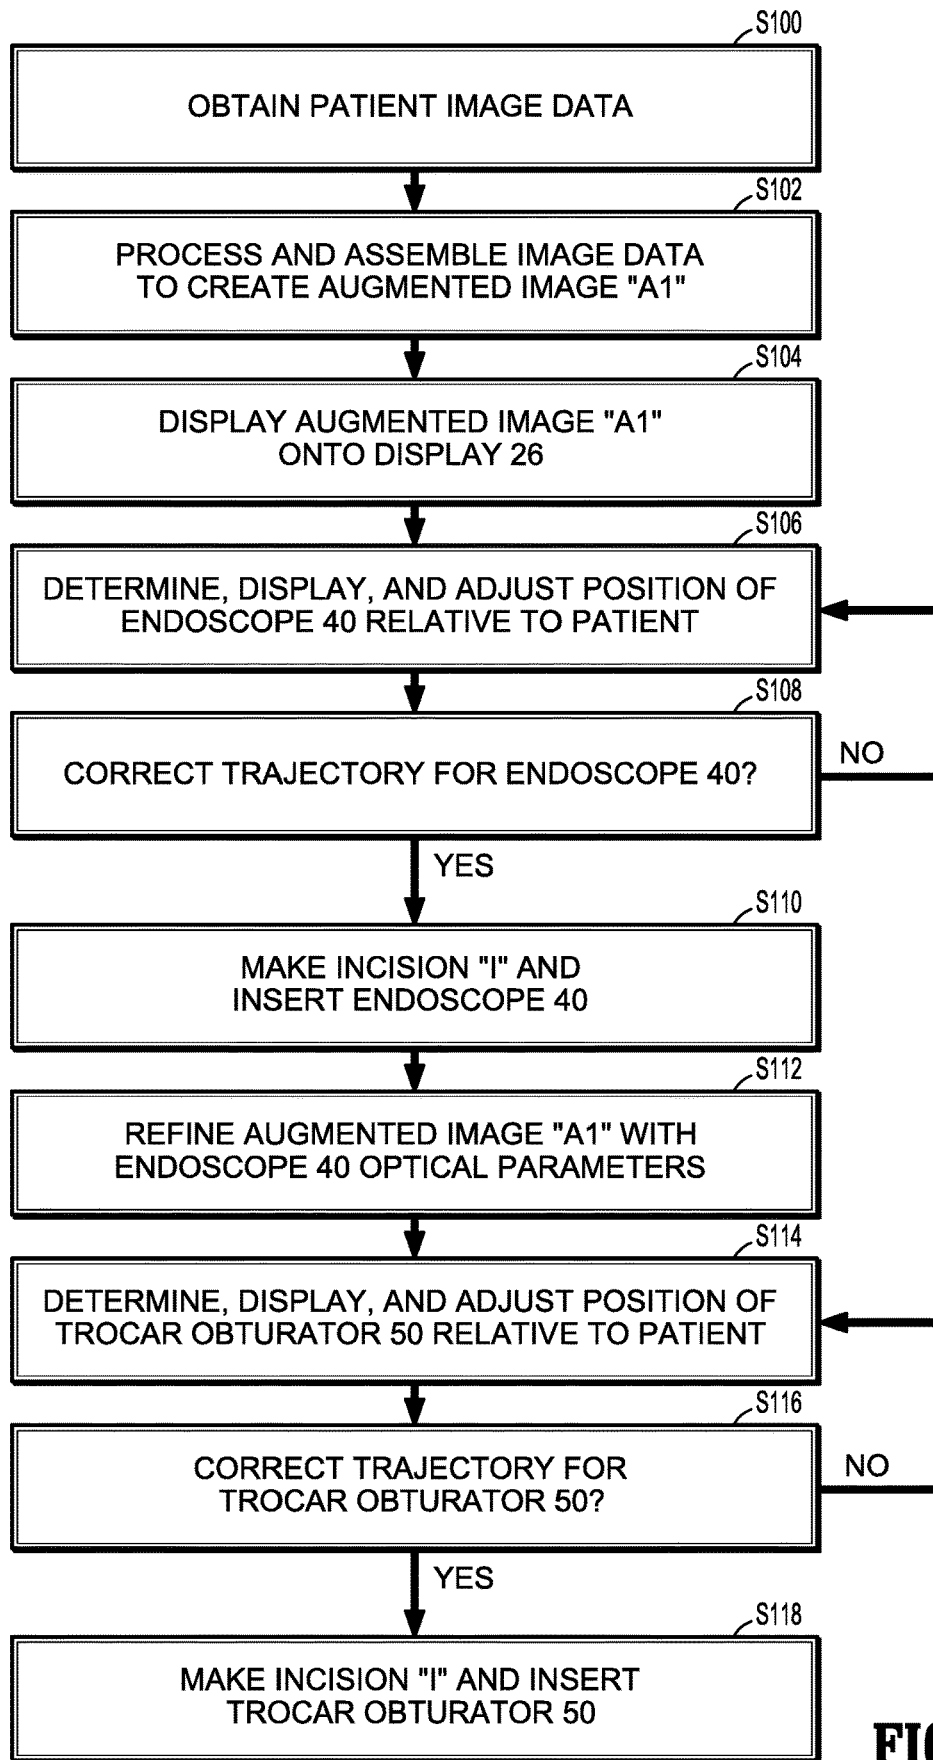 S100
OBTAIN PATIENT IMAGE DATA
S102
PROCESS AND ASSEMBLE IMAGE DATA
TO CREATE AUGMENTED IMAGE "A1"
S104
DISPLAY AUGMENTED IMAGE "A1"
ONTO DISPLAY 26
S106
DETERMINE, DISPLAY, AND ADJUST POSITION OF
ENDOSCOPE 40 RELATIVE TO PATIENT
S108
CORRECT TRAJECTORY FOR ENDOSCOPE 40?
NO
YES
S110
MAKE INCISION "I" AND
INSERT ENDOSCOPE 40
S112
REFINE AUGMENTED IMAGE "A1" WITH
ENDOSCOPE 40 OPTICAL PARAMETERS
S114
DETERMINE, DISPLAY, AND ADJUST POSITION OF
TROCAR OBTURATOR 50 RELATIVE TO PATIENT
S116
CORRECT TRAJECTORY FOR
TROCAR OBTURATOR 50?
NO
YES
S118
MAKE INCISION "I" AND INSERT
TROCAR OBTURATOR 50